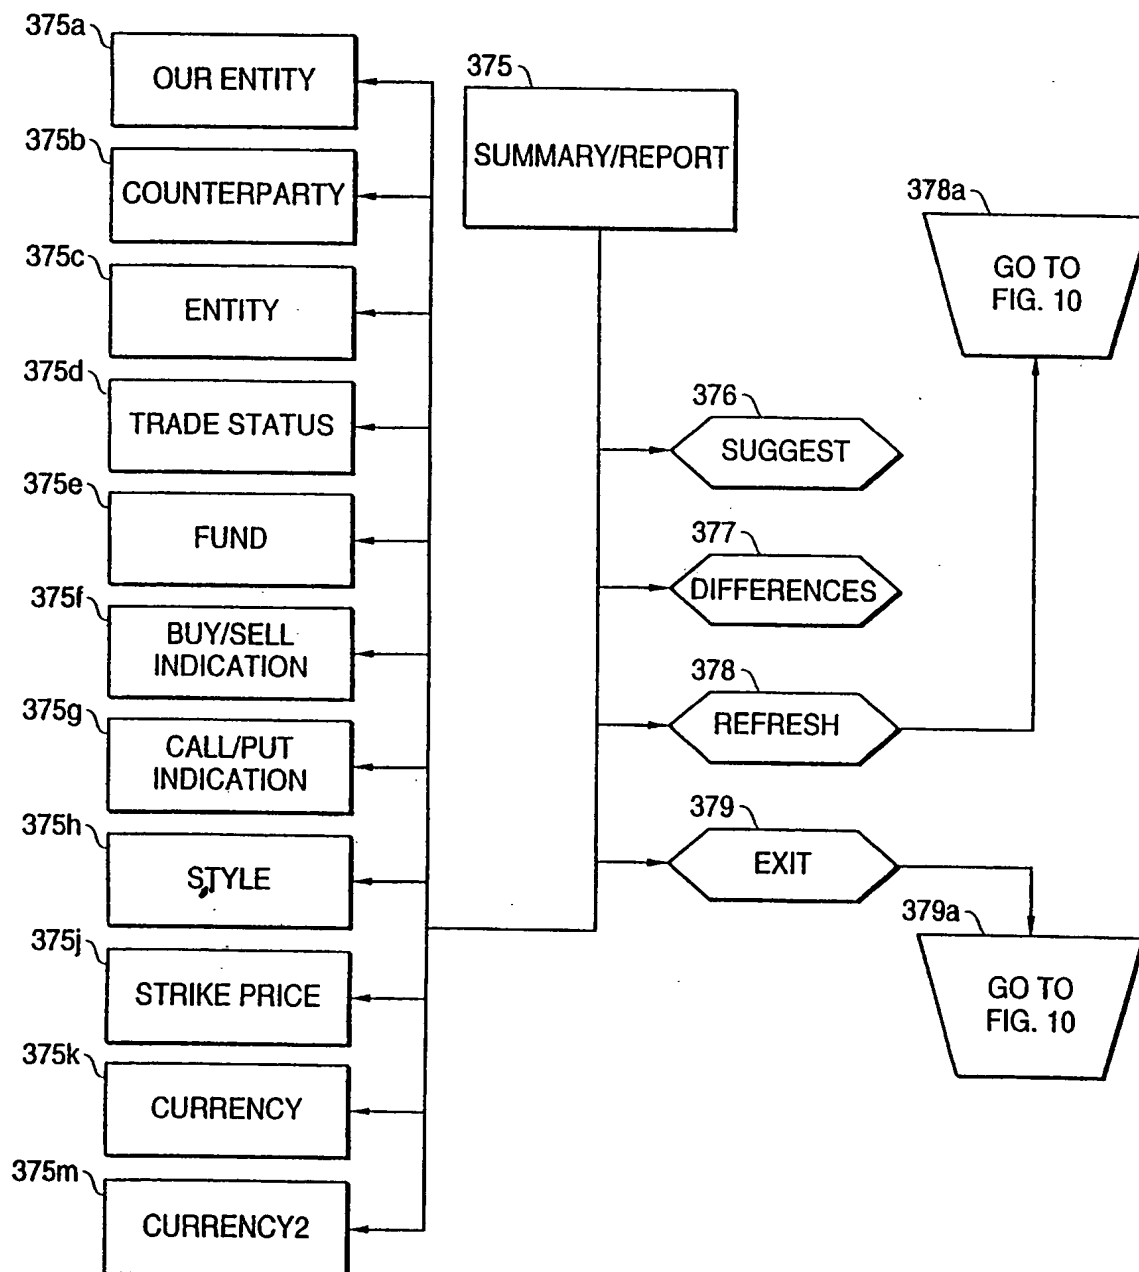 375a
OUR ENTITY
375b
COUNTERPARTY
375c
ENTITY
375d
TRADE STATUS
375e
FUND
375f
BUY/SELL
INDICATION
375g
CALL/PUT
INDICATION
375h
STYLE
375j
STRIKE PRICE
375k
CURRENCY
375m
CURRENCY2
375
SUMMARY/REPORT
376
SUGGEST
377
DIFFERENCES
378
REFRESH
379
EXIT
378a
GO TO
FIG. 10
379a
GO TO
FIG. 10